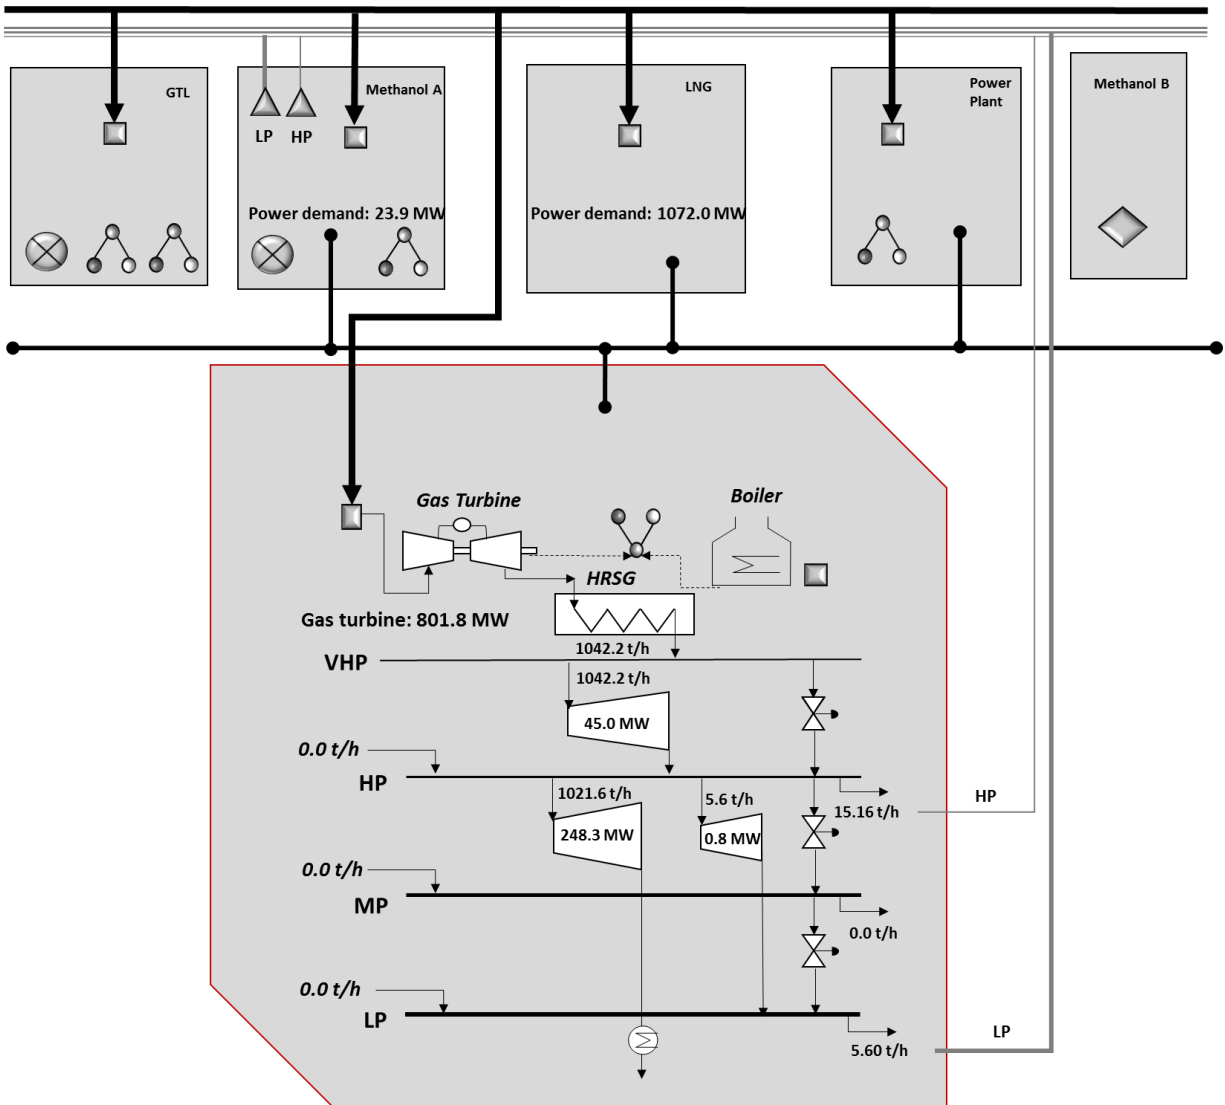 GTL
Methanol A
LP
HP
Power demand: 23.9 MW
LNG
Power demand: 1072.0 MW
Power
Plant
Methanol B
Gas Turbine
Boiler
HRSG
Gas turbine: 801.8 MW
1042.2 t/h
VHP
1042.2 t/h
45.0 MW
0.0 t/h
HP
1021.6 t/h
5.6 t/h
15.16 t/h
HP
248.3 MW
0.8 MW
0.0 t/h
MP
0.0 t/h
0.0 t/h
LP
5.60 t/h
LP